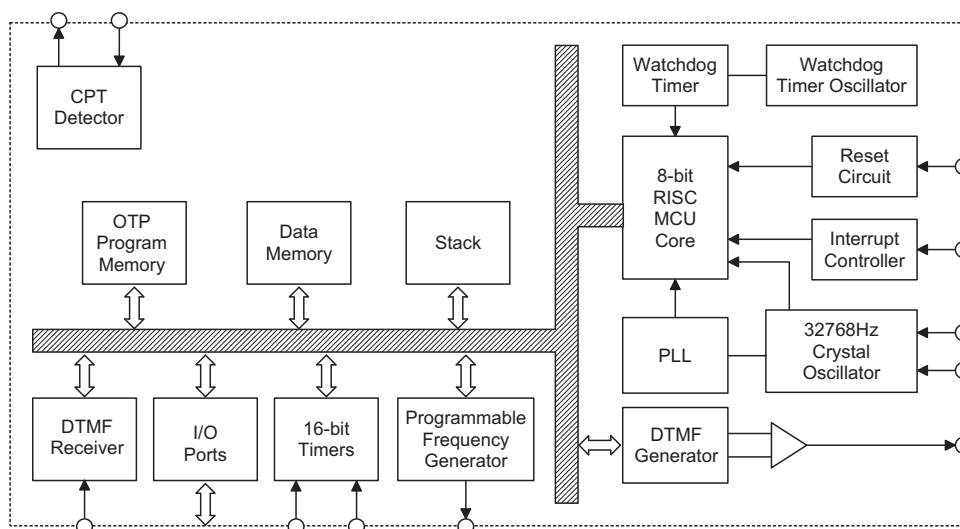 CPT
Detector
Watchdog
Timer
Watchdog
Timer Oscillator
8-bit
RISC
MCU
Core
Reset
Circuit
OTP
Program
Memory
Data
Memory
Stack
Interrupt
Controller
PLL
32768Hz
Crystal
Oscillator
DTMF
Receiver
I/O
Ports
16-bit
Timers
Programmable
Frequency
Generator
DTMF
Generator